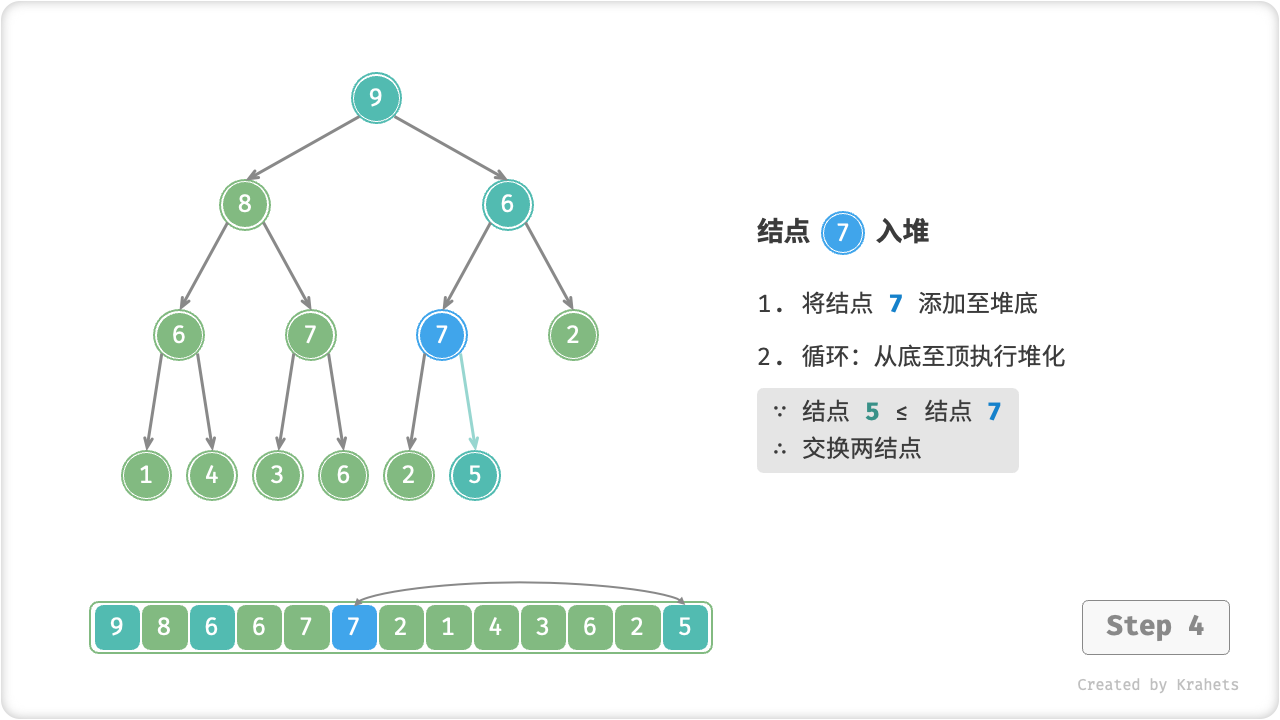 9
8 6
6 7 7 2
1 4 3 6 2 5
9 8 6 6 7 7 2 1 4 3 6 2 5
结点 7 入堆
1. 将结点 7 添加至堆底
2. 循环：从底至顶执行堆化
∵ 结点 5 ≤ 结点 7
∴ 交换两结点
Step 4
Created by Krahets